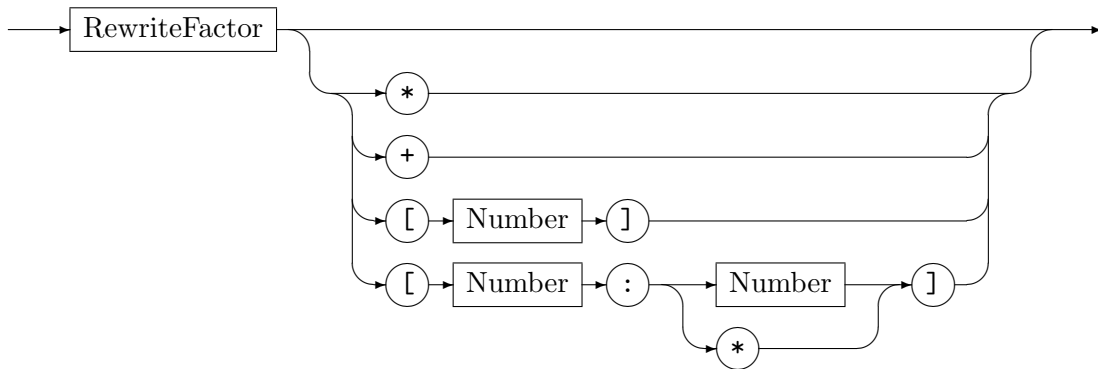 RewriteFactor
*
+
[ Number ]
[ Number : Number ]
*